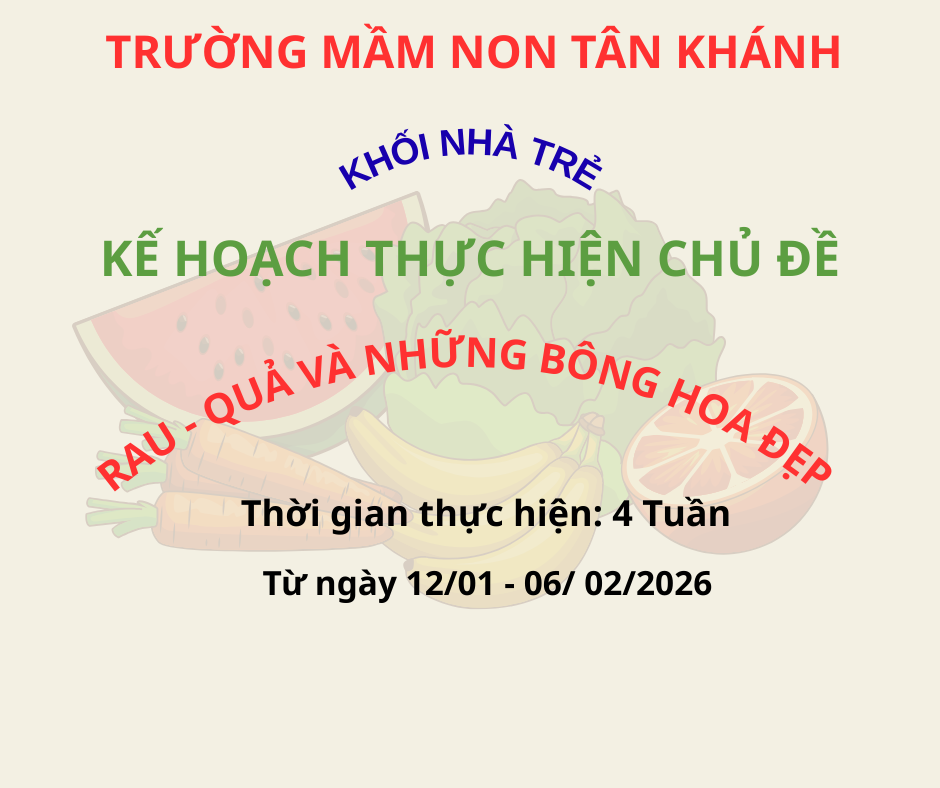 TRƯỜNG MẦM NON TÂN KHÁNH
KHỐI NHÀ TRẺ
KẾ HOẠCH THỰC HIỆN CHỦ ĐỀ
RAU - QUẢ VÀ NHỮNG BÔNG HOA ĐẸP
Thời gian thực hiện: 4 Tuần
Từ ngày 12/01 - 06/ 02/2026